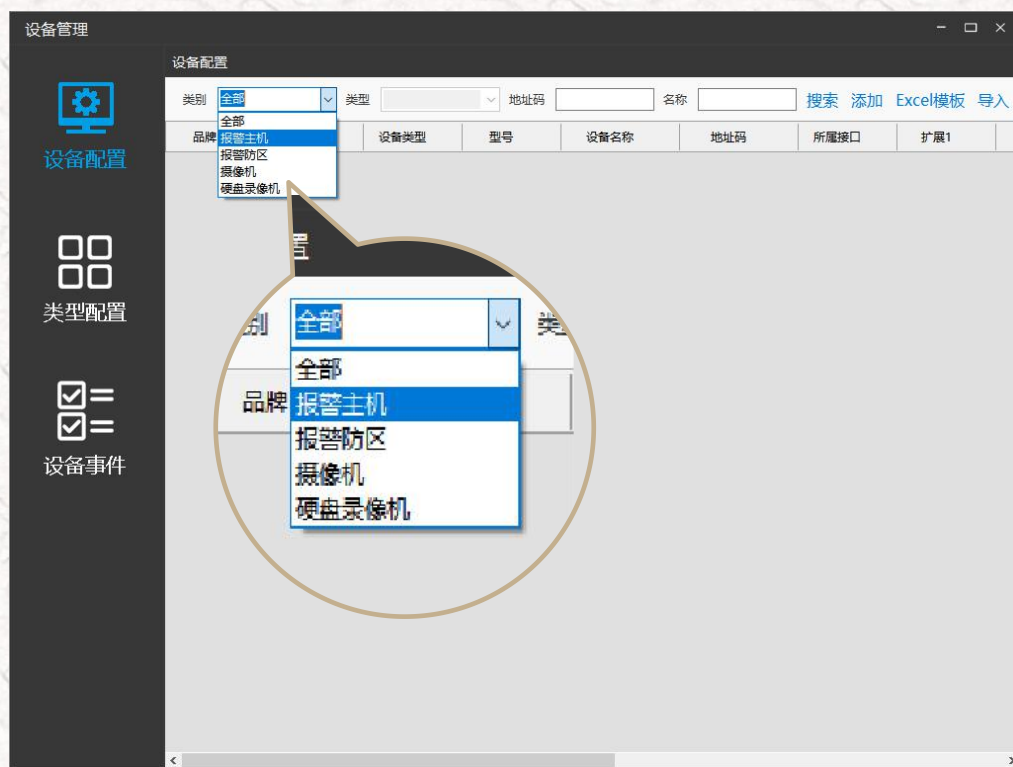 设备管理
设备配置
类别 全部 类型 地址码 名称 搜索 添加 Excel模板 导入
全部
报警主机
报警防区
摄像机
硬盘录像机
品牌 设备类型 型号 设备名称 地址码 所属接口 扩展1
设备配置
类型配置
设备事件
置
别 全部 类
全部
品牌 报警主机
报警防区
摄像机
硬盘录像机